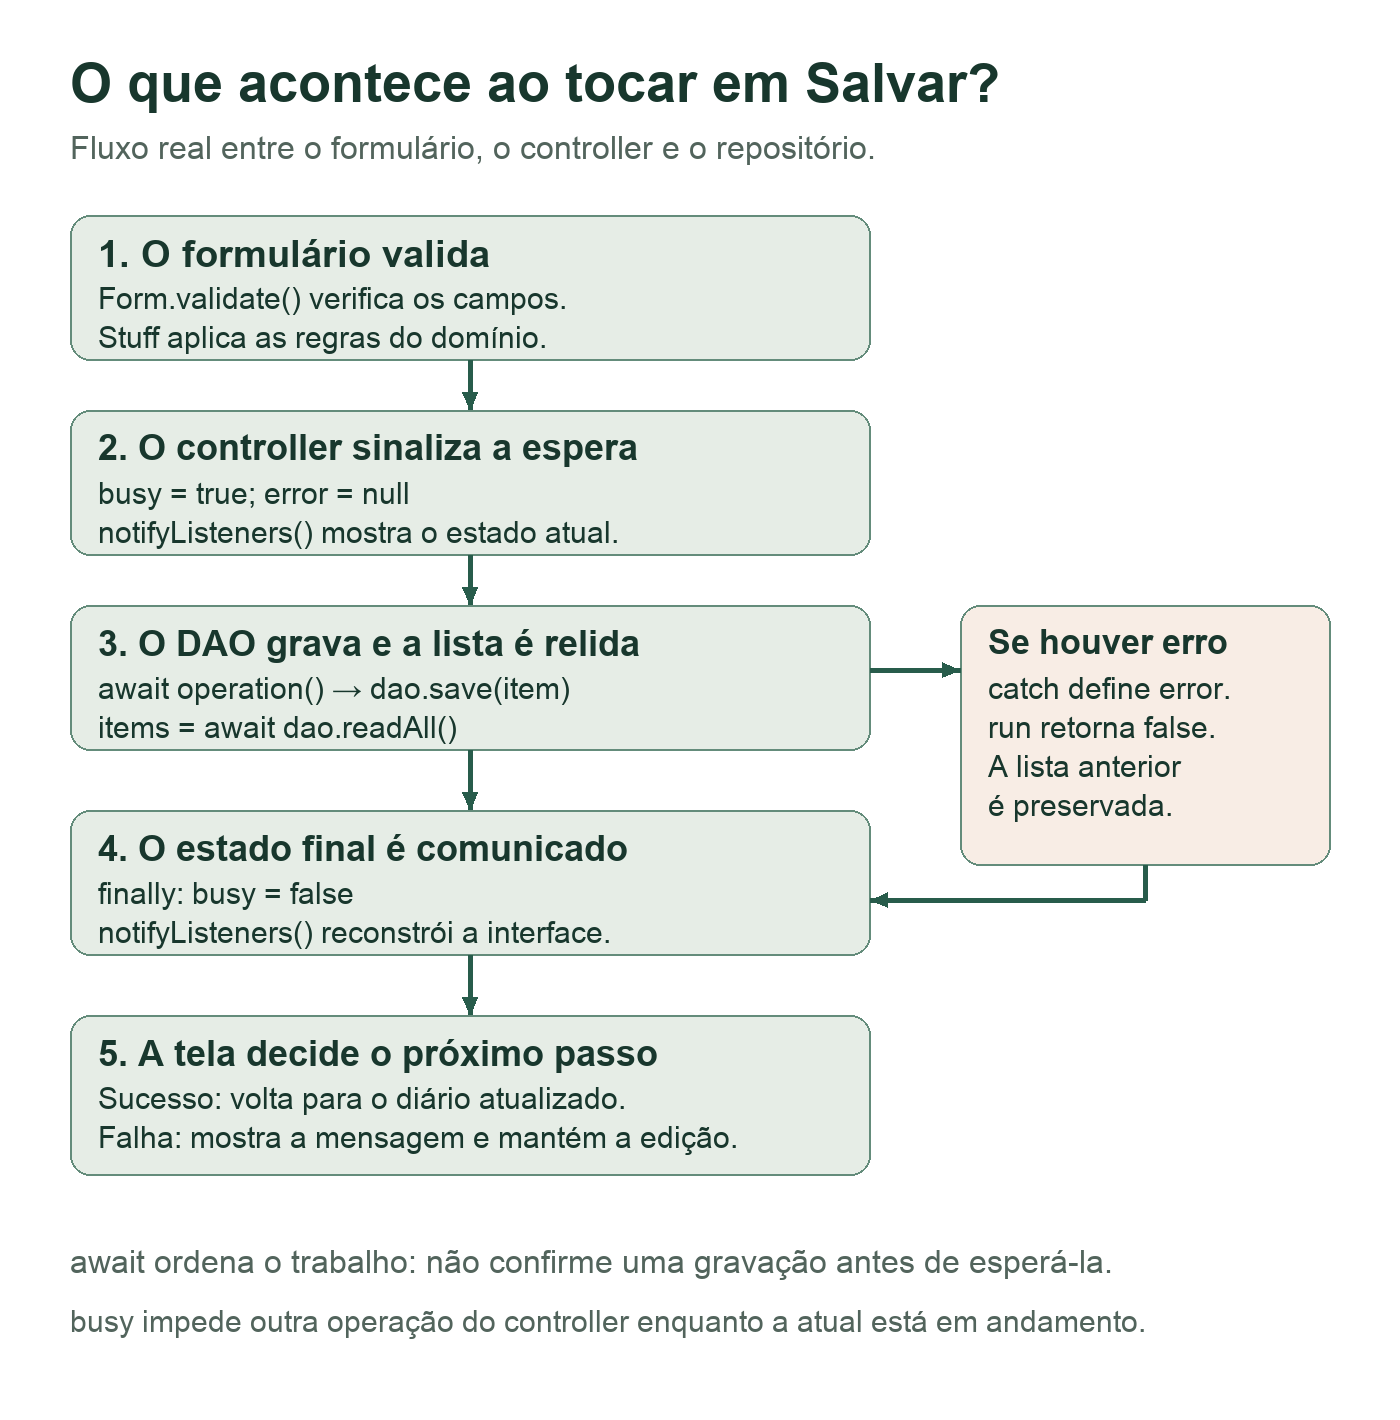 O que acontece ao tocar em Salvar?
Fluxo real entre o formulário, o controller e o repositório.
1. O formulário valida
Form.validate() verifica os campos.
Stuff aplica as regras do domínio.
2. O controller sinaliza a espera
busy = true; error = null
notifyListeners() mostra o estado atual.
3. O DAO grava e a lista é relida
await operation() → dao.save(item)
items = await dao.readAll()
Se houver erro
catch define error.
run retorna false.
A lista anterior
é preservada.
4. O estado final é comunicado
finally: busy = false
notifyListeners() reconstrói a interface.
5. A tela decide o próximo passo
Sucesso: volta para o diário atualizado.
Falha: mostra a mensagem e mantém a edição.
await ordena o trabalho: não confirme uma gravação antes de esperá-la.
busy impede outra operação do controller enquanto a atual está em andamento.